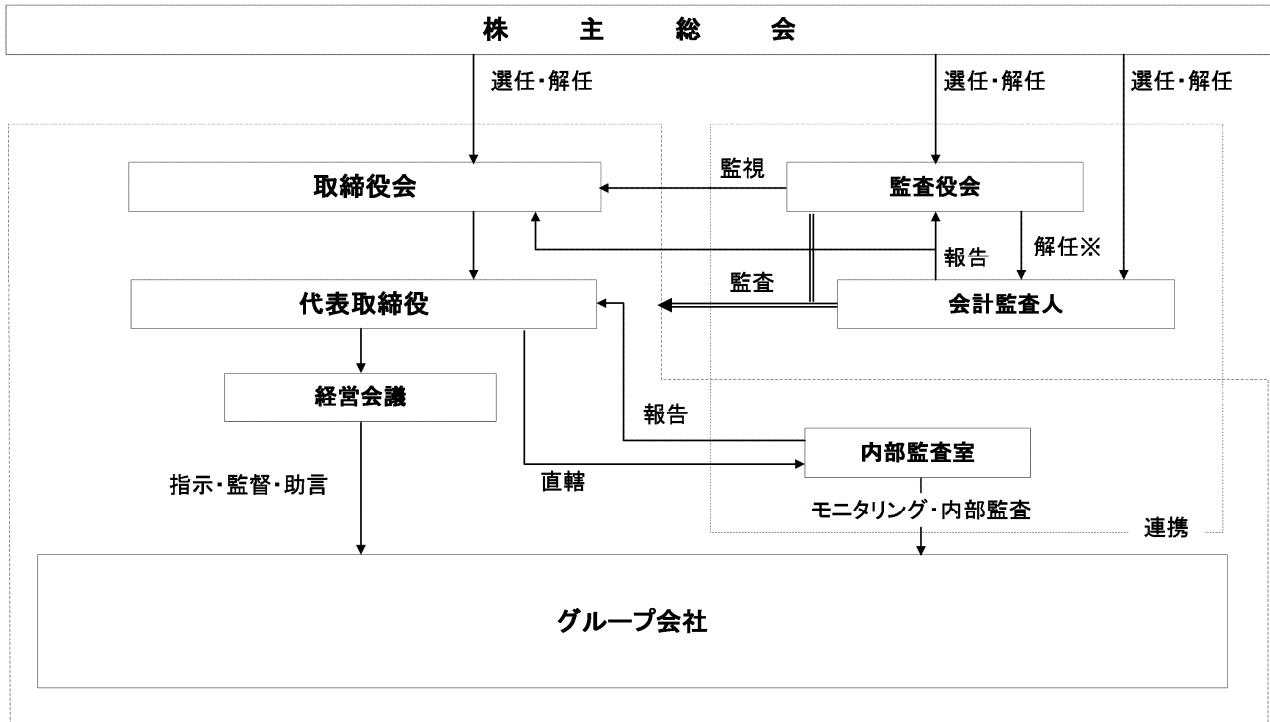 株主総会
選任・解任
選任・解任
選任・解任
取締役会
監視
監査役会
報告
解任※
代表取締役
監査
会計監査人
経営会議
報告
内部監査室
指示・監督・助言
直轄
モニタリング・内部監査
連携
グループ会社